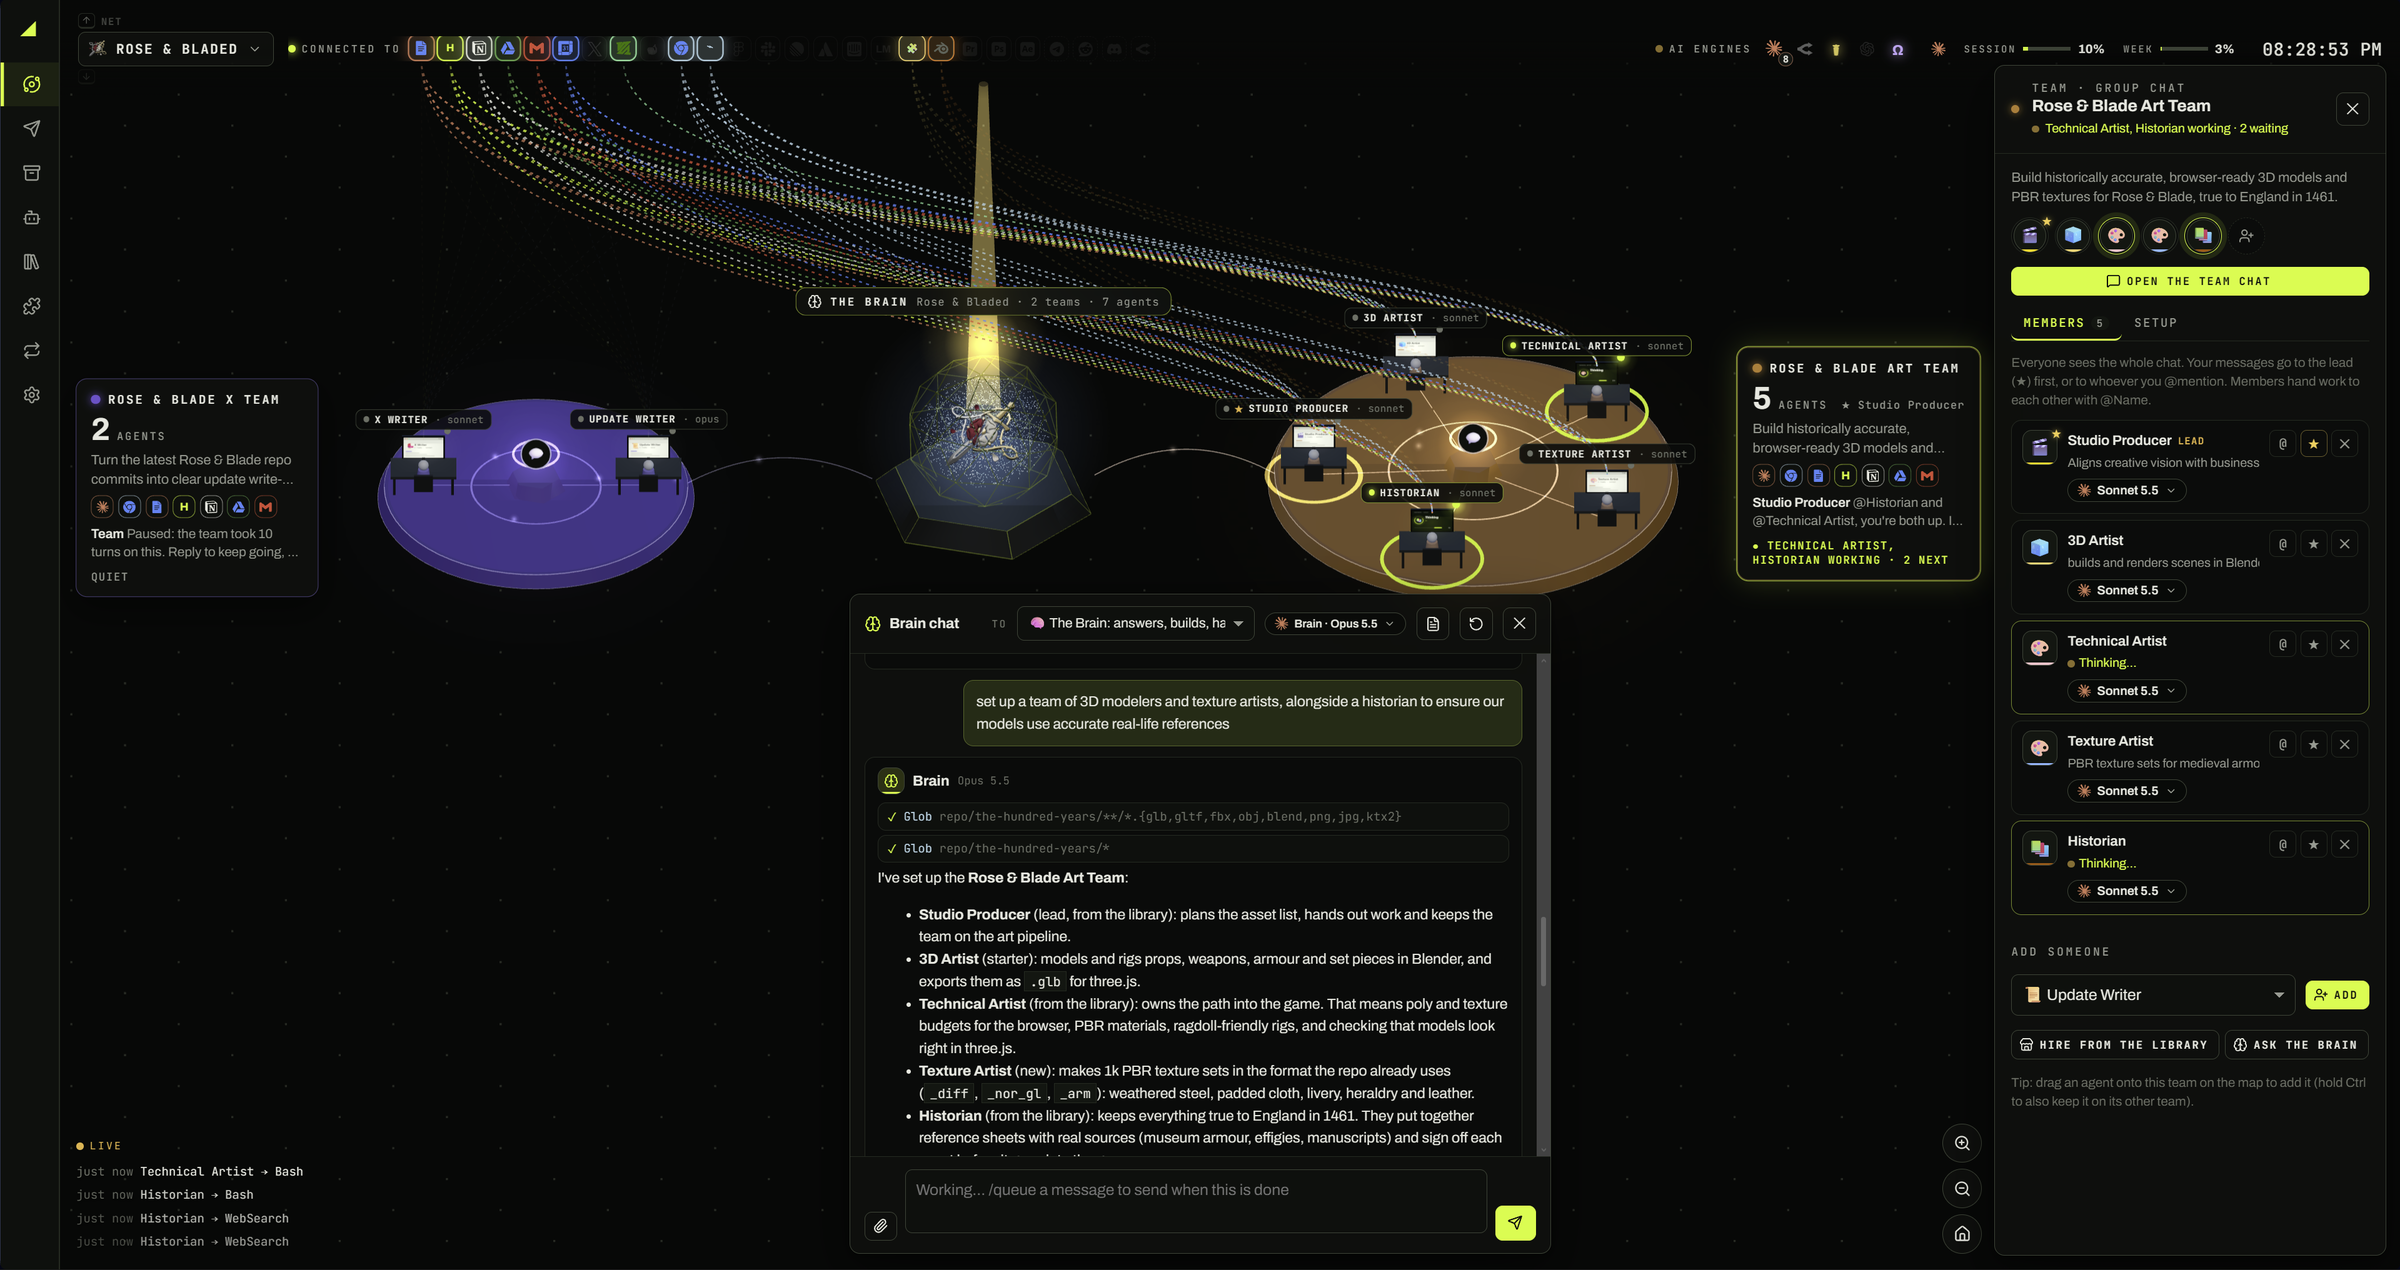 NET
ROSE & BLADED
CONNECTED TO
AI ENGINES
8
SESSION 10%
WEEK 3%
08:28:53 PM
THE BRAIN Rose & Bladed · 2 teams · 7 agents
ROSE & BLADE X TEAM
2 AGENTS
Turn the latest Rose & Blade repo
commits into clear update write-...
Team Paused: the team took 10
turns on this. Reply to keep going, ...
QUIET
X WRITER · sonnet
UPDATE WRITER · opus
3D ARTIST · sonnet
TECHNICAL ARTIST · sonnet
★ STUDIO PRODUCER · sonnet
TEXTURE ARTIST · sonnet
HISTORIAN · sonnet
ROSE & BLADE ART TEAM
5 AGENTS ★ Studio Producer
Build historically accurate,
browser-ready 3D models and...
Studio Producer @Historian and
@Technical Artist, you're both up. I...
• TECHNICAL ARTIST,
HISTORIAN WORKING · 2 NEXT
Brain chat
TO
The Brain: answers, builds, ha
Brain · Opus 5.5
set up a team of 3D modelers and texture artists, alongside a historian to ensure our
models use accurate real-life references
Brain Opus 5.5
✓ Glob repo/the-hundred-years/**/*.{glb,gltf,fbx,obj,blend,png,jpg,ktx2}
✓ Glob repo/the-hundred-years/*
I've set up the Rose & Blade Art Team:
• Studio Producer (lead, from the library): plans the asset list, hands out work and keeps the
team on the art pipeline.
• 3D Artist (starter): models and rigs props, weapons, armour and set pieces in Blender, and
exports them as .glb for three.js.
• Technical Artist (from the library): owns the path into the game. That means poly and texture
budgets for the browser, PBR materials, ragdoll-friendly rigs, and checking that models look
right in three.js.
• Texture Artist (new): makes 1k PBR texture sets in the format the repo already uses
(_diff, _nor_gl, _arm): weathered steel, padded cloth, livery, heraldry and leather.
• Historian (from the library): keeps everything true to England in 1461. They put together
reference sheets with real sources (museum armour, effigies, manuscripts) and sign off each
Working... /queue a message to send when this is done
LIVE
just now Technical Artist → Bash
just now Historian → Bash
just now Historian → WebSearch
just now Historian → WebSearch
TEAM · GROUP CHAT
Rose & Blade Art Team
Technical Artist, Historian working · 2 waiting
Build historically accurate, browser-ready 3D models and
PBR textures for Rose & Blade, true to England in 1461.
OPEN THE TEAM CHAT
MEMBERS 5
SETUP
Everyone sees the whole chat. Your messages go to the lead
(★) first, or to whoever you @mention. Members hand work to
each other with @Name.
Studio Producer LEAD
Aligns creative vision with business
Sonnet 5.5
@
3D Artist
builds and renders scenes in Blende
Sonnet 5.5
@
Technical Artist
Thinking...
Sonnet 5.5
@
Texture Artist
PBR texture sets for medieval armo
Sonnet 5.5
@
Historian
Thinking...
Sonnet 5.5
@
ADD SOMEONE
Update Writer
ADD
HIRE FROM THE LIBRARY
ASK THE BRAIN
Tip: drag an agent onto this team on the map to add it (hold Ctrl
to also keep it on its other team).